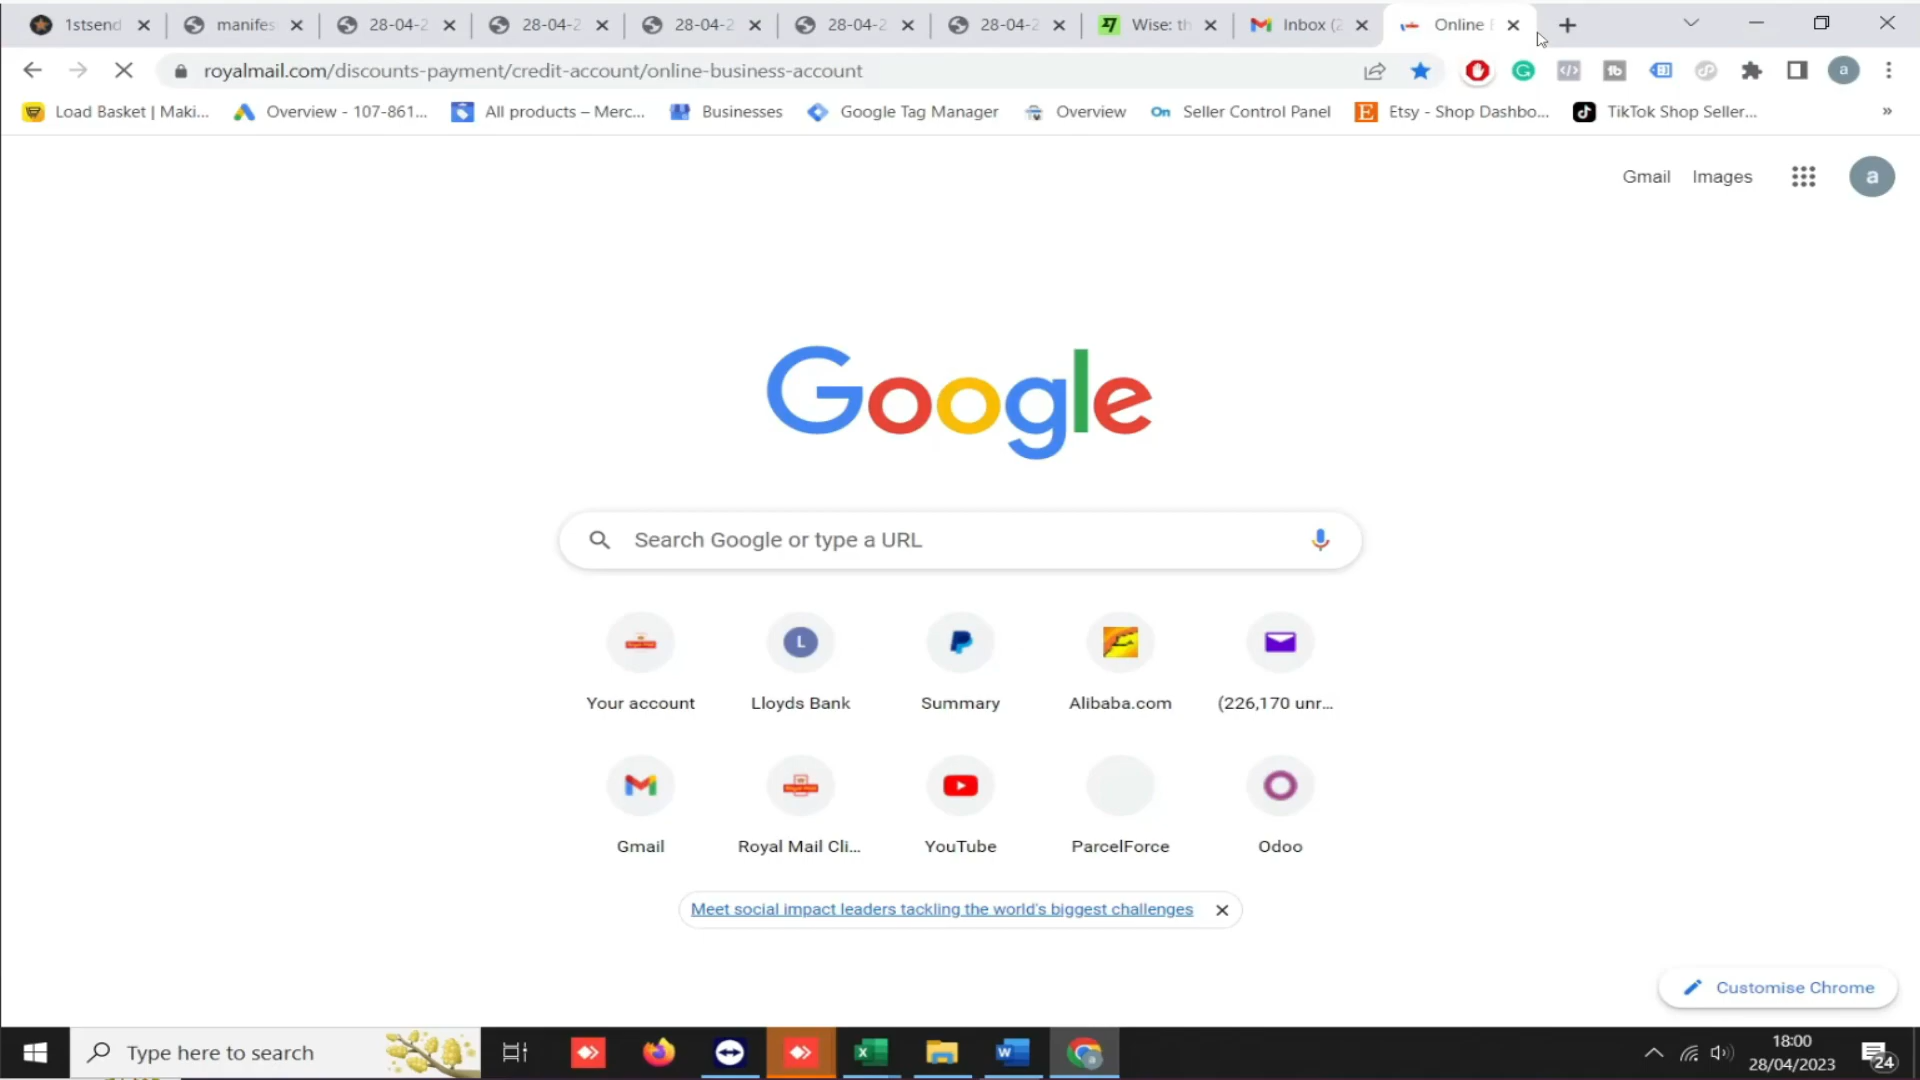 1stsend
manifes
28-04-2
28-04-2
28-04-2
28-04-2
28-04-2
Wise: th
Inbox (2
Online
royalmail.com/discounts-payment/credit-account/online-business-account
a
Load Basket | Maki...
Overview - 107-861...
All products – Merc...
Businesses
Google Tag Manager
Overview
On Seller Control Panel
E Etsy - Shop Dashbo...
TikTok Shop Seller...
»
Gmail Images
a
Google
Search Google or type a URL
L
Your account
Lloyds Bank
Summary
Alibaba.com
(226,170 unr...
Gmail
Royal Mail Cli...
YouTube
ParcelForce
Odoo
Meet social impact leaders tackling the world's biggest challenges
Customise Chrome
Type here to search
18:00
28/04/2023
24